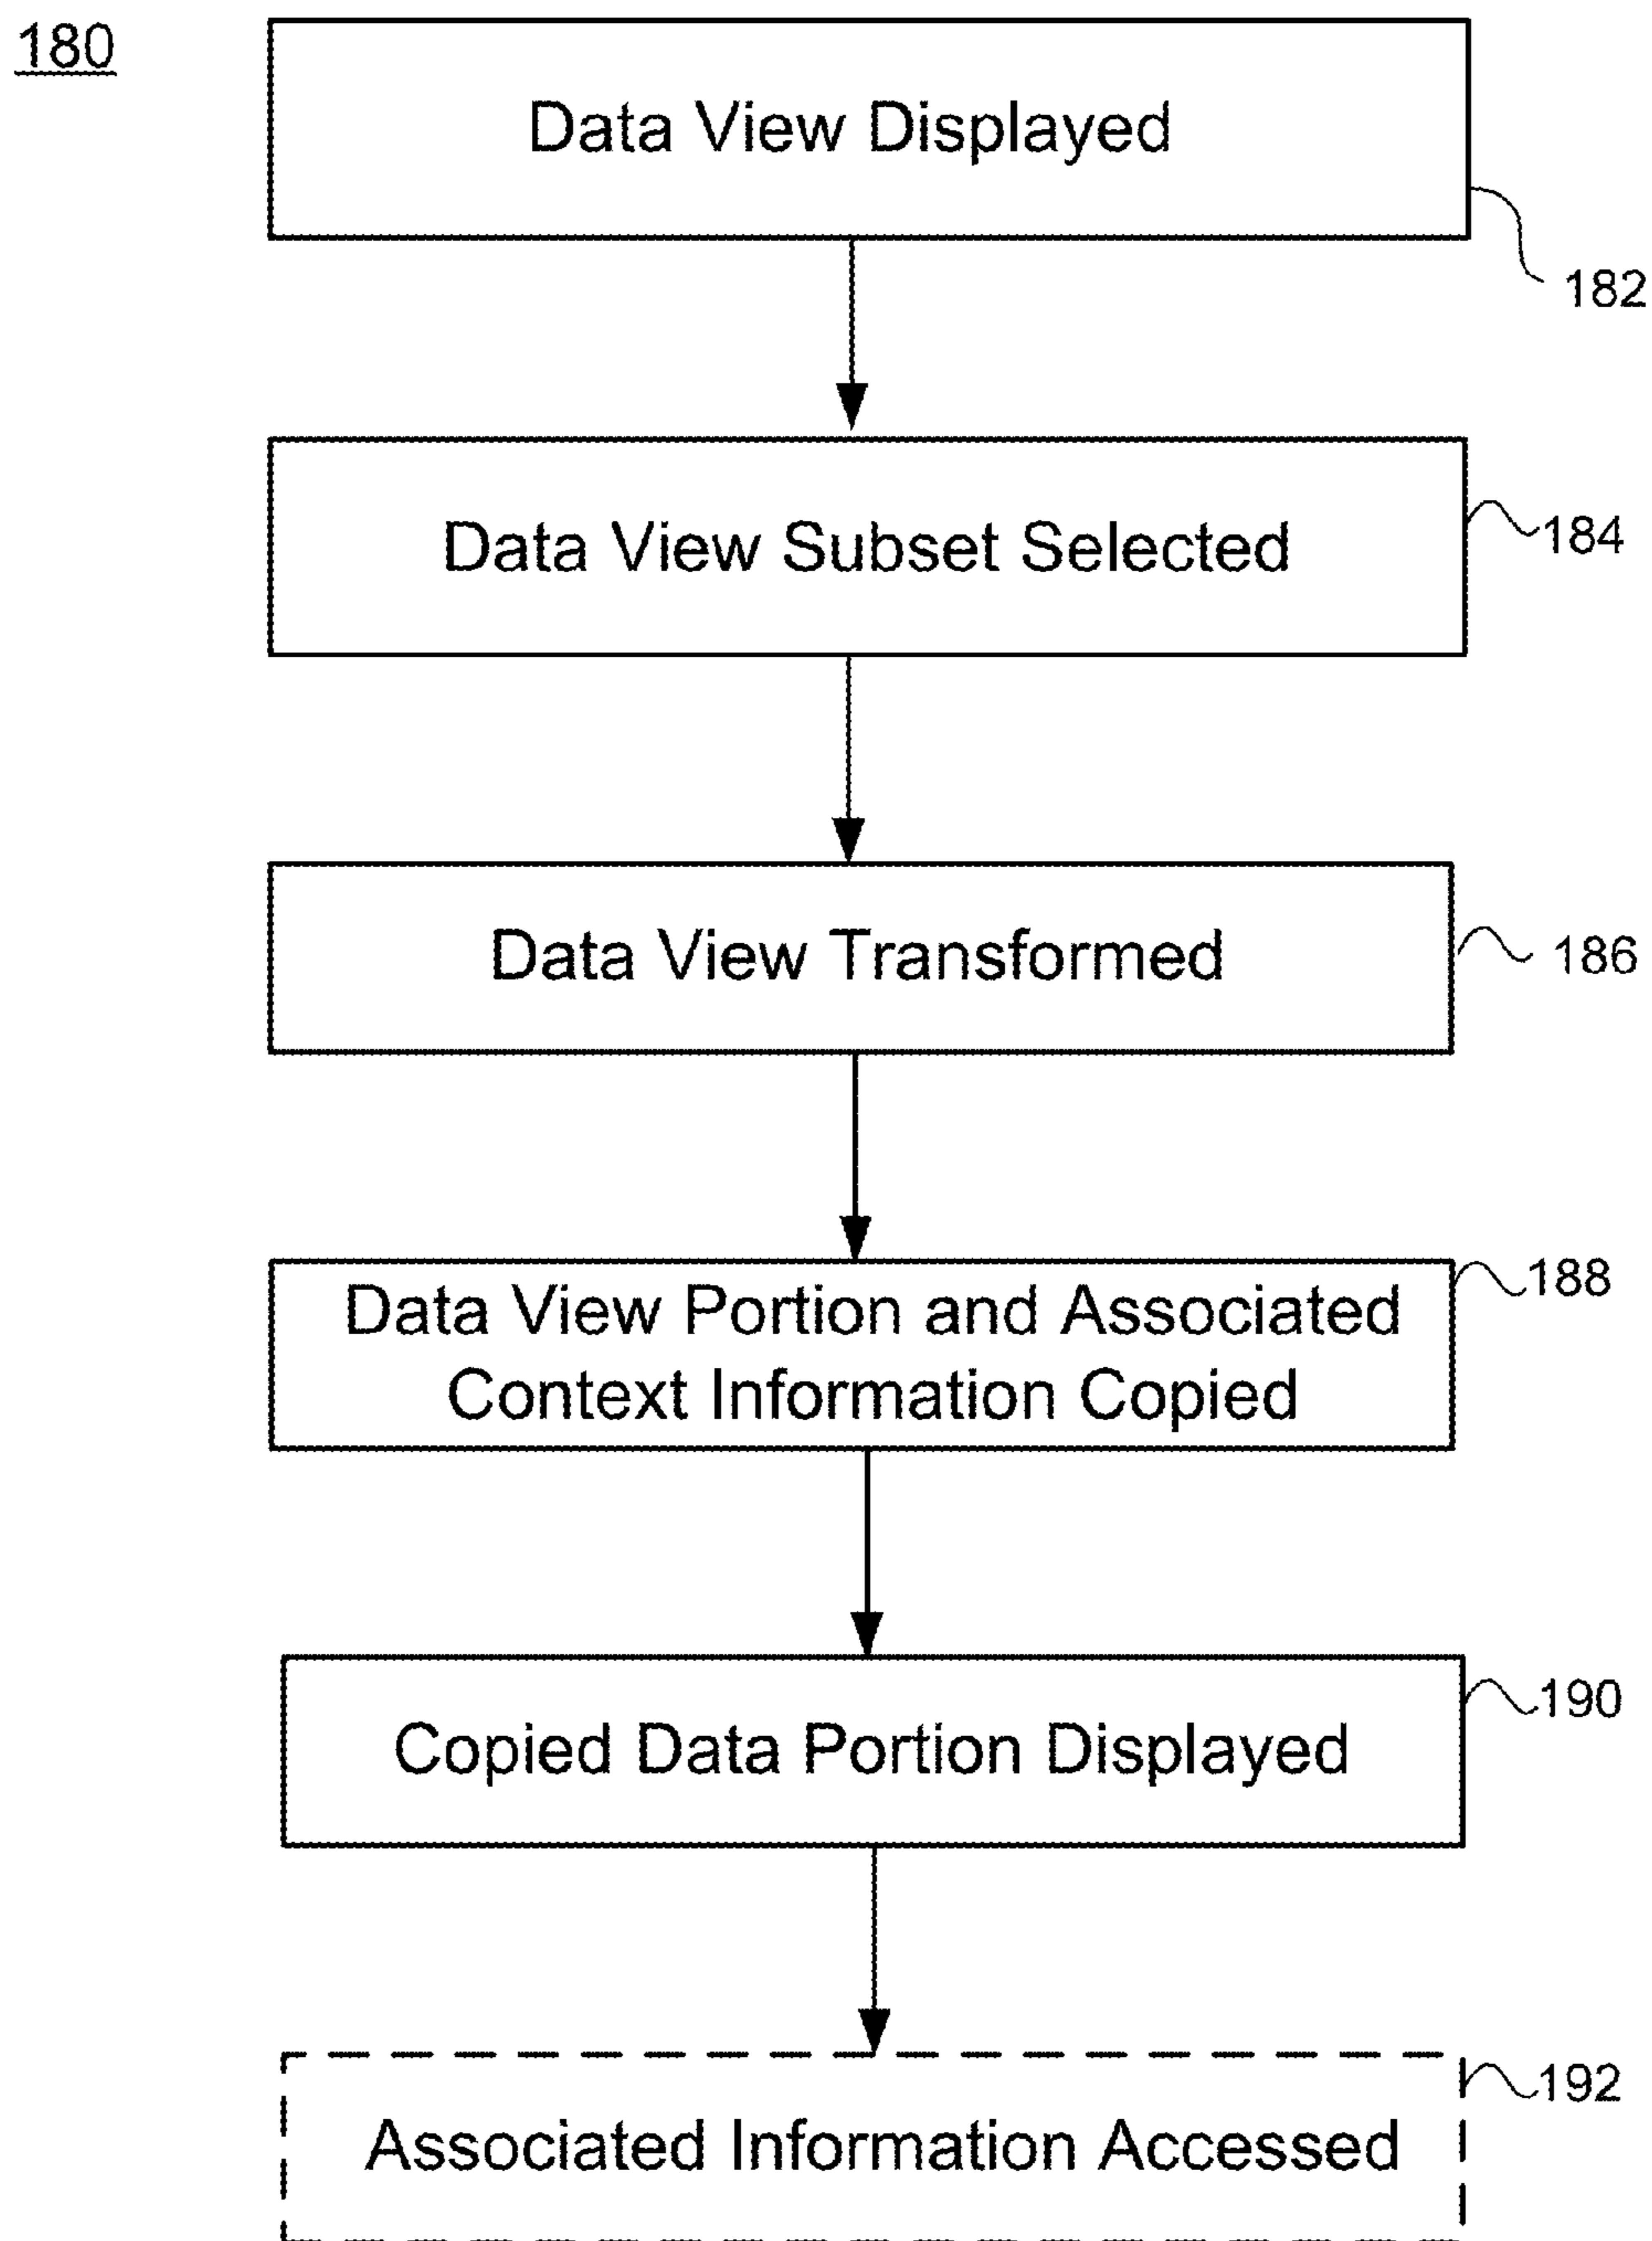 180
Data View Displayed
182
Data View Subset Selected
184
Data View Transformed
186
Data View Portion and Associated
Context Information Copied
188
Copied Data Portion Displayed
190
Associated Information Accessed
192